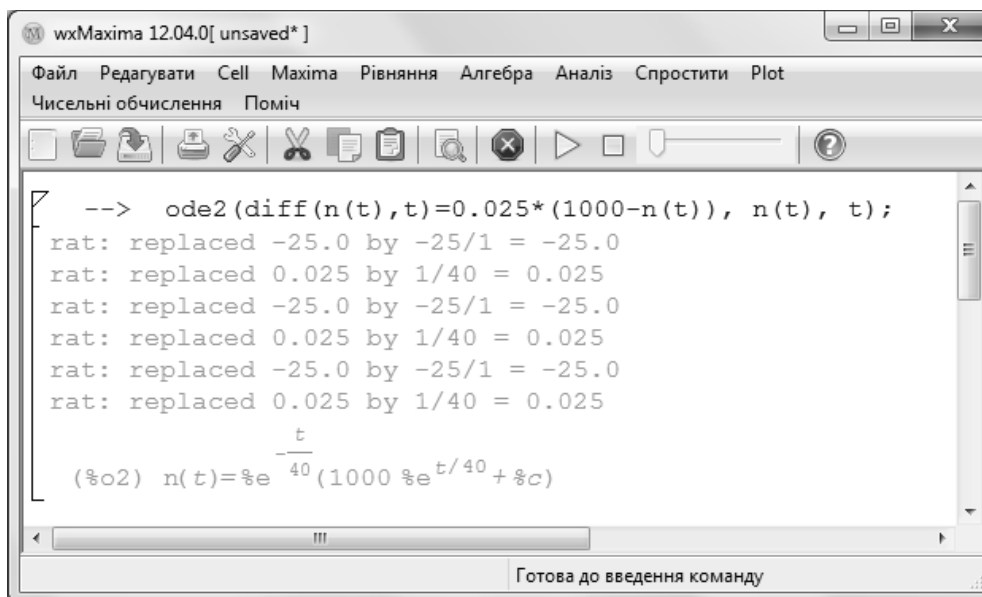 wxMaxima 12.04.0[ unsaved* ]
Файл Редагувати Cell Maxima Рівняння Алгебра Аналіз Спростити Plot
Чисельні обчислення Поміч
--> ode2(diff(n(t),t)=0.025*(1000-n(t)), n(t), t);
rat: replaced -25.0 by -25/1 = -25.0
rat: replaced 0.025 by 1/40 = 0.025
rat: replaced -25.0 by -25/1 = -25.0
rat: replaced 0.025 by 1/40 = 0.025
rat: replaced -25.0 by -25/1 = -25.0
rat: replaced 0.025 by 1/40 = 0.025
(%o2) n(t)=%e^(-t/40)(1000 %e^(t/40)+%c)
Готова до введення команду